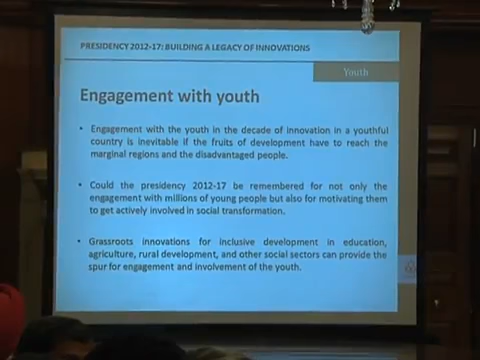 PRESIDENCY 2012-17: BUILDING A LEGACY OF INNOVATIONS
Youth
Engagement with youth
• Engagement with the youth in the decade of innovation in a youthful
country is inevitable if the fruits of development have to reach the
marginal regions and the disadvantaged people.
• Could the presidency 2012-17 be remembered for not only the
engagement with millions of young people but also for motivating them
to get actively involved in social transformation.
• Grassroots innovations for inclusive development in education,
agriculture, rural development, and other social sectors can provide the
spur for engagement and involvement of the youth.